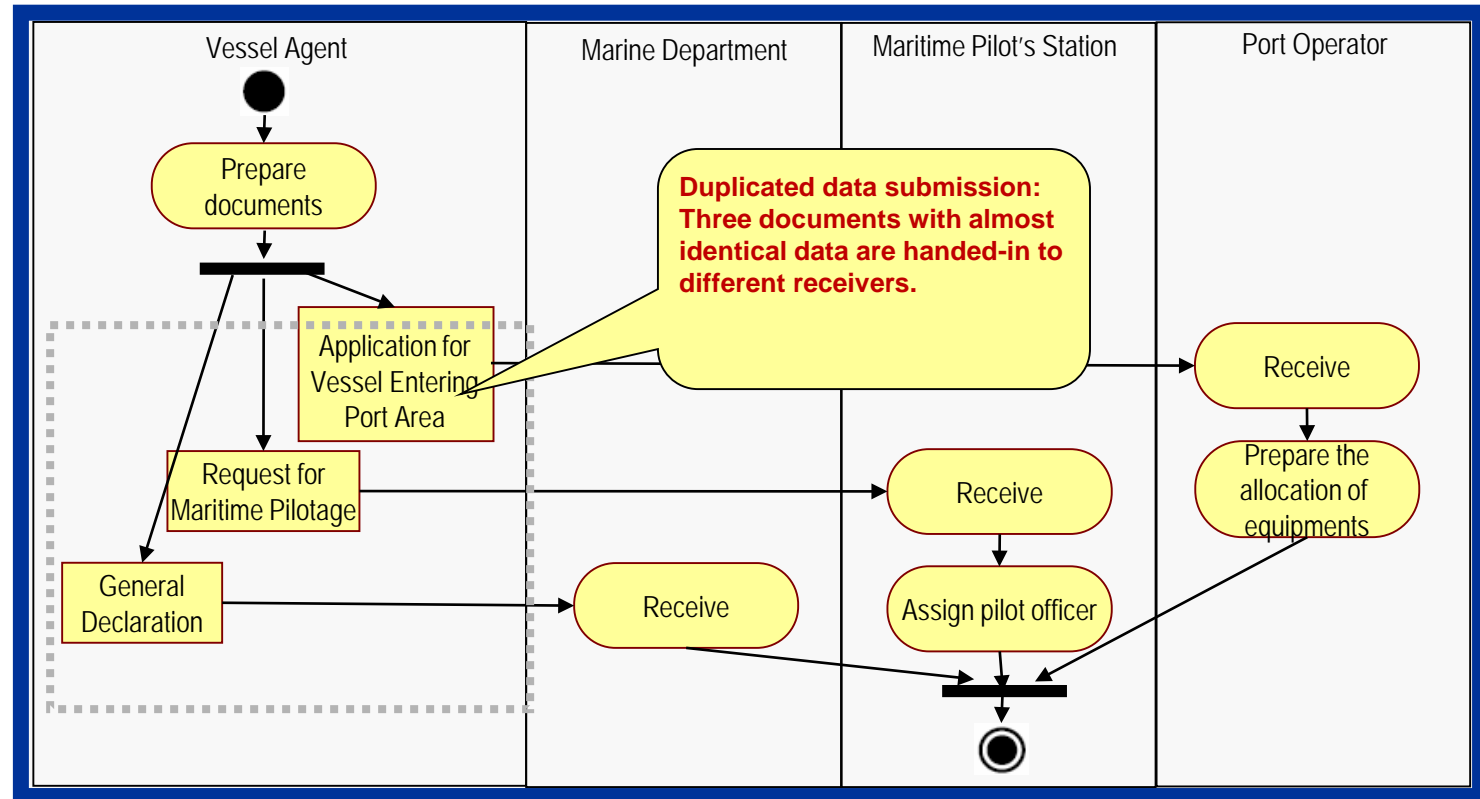 Vessel Agent
Marine Department
Maritime Pilot's Station
Port Operator
Prepare
documents
Duplicated data submission:
Three documents with almost
identical data are handed-in to
different receivers.
Application for
Vessel Entering
Port Area
Receive
Request for
Maritime Pilotage
Receive
Prepare the
allocation of
equipments
General
Declaration
Receive
Assign pilot officer